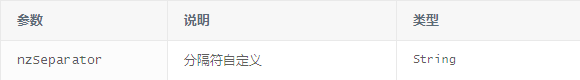 参数 说明 类型
nzSeparator 分隔符自定义 String